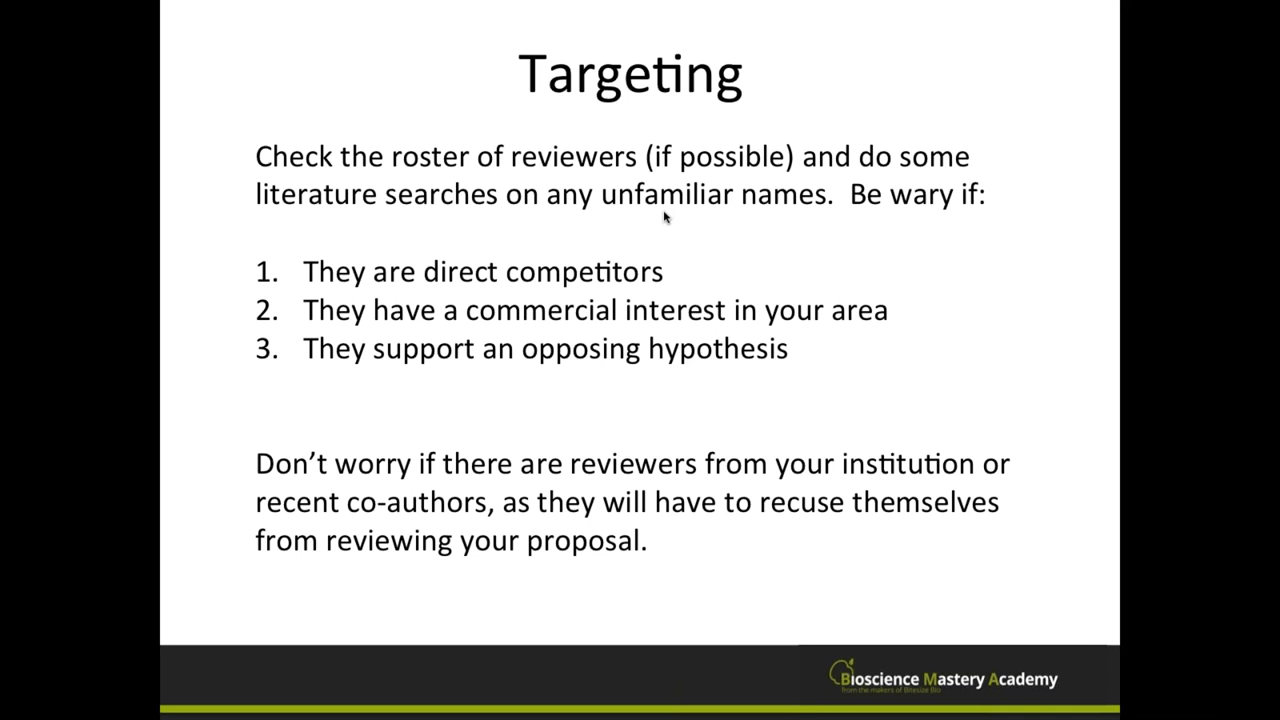 Targeting
Check the roster of reviewers (if possible) and do some
literature searches on any unfamiliar names.  Be wary if:
1. They are direct competitors
2. They have a commercial interest in your area
3. They support an opposing hypothesis
Don’t worry if there are reviewers from your institution or
recent co-authors, as they will have to recuse themselves
from reviewing your proposal.
Bioscience Mastery Academy
from the makers of Bitesize Bio